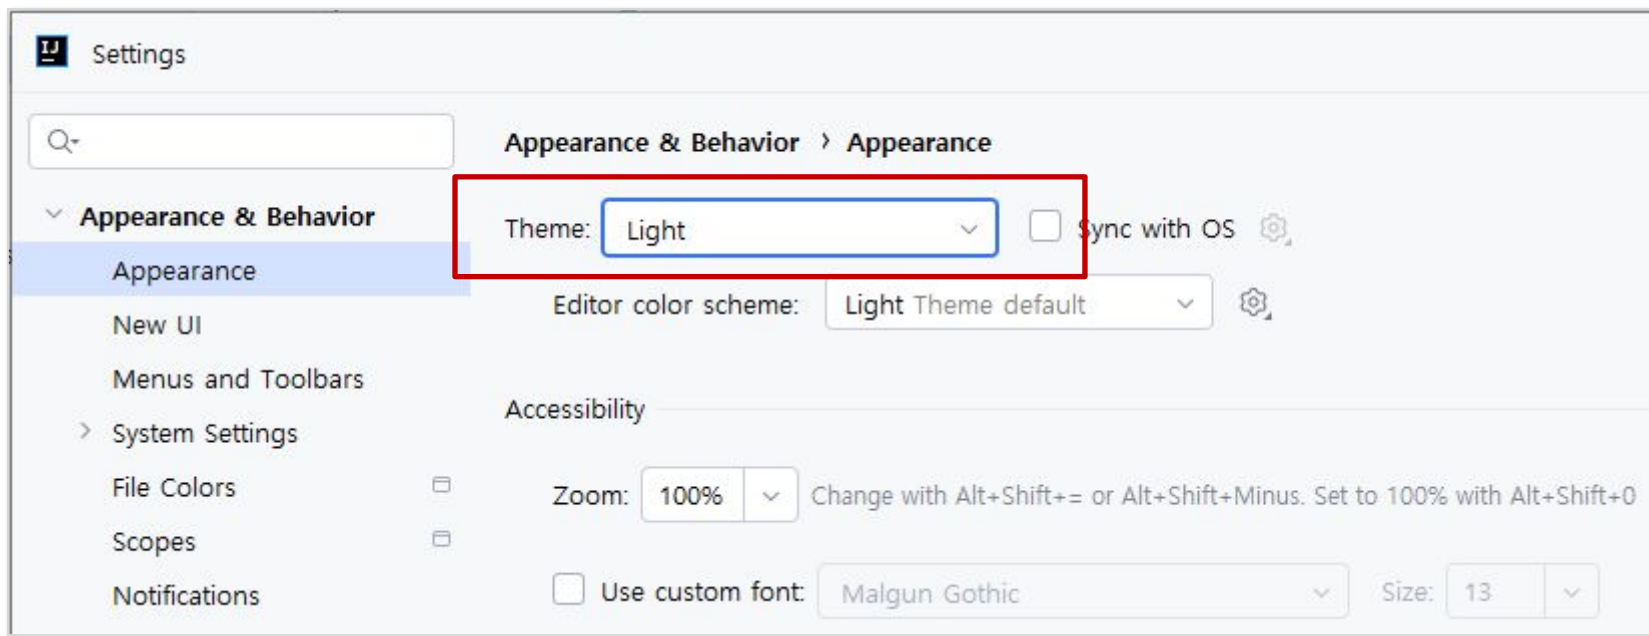 IJ
Settings
Appearance & Behavior › Appearance
Appearance & Behavior
Theme: Light Sync with OS
Appearance
Editor color scheme: Light Theme default
New UI
Menus and Toolbars
Accessibility
System Settings
File Colors
Zoom: 100% Change with Alt+Shift+= or Alt+Shift+Minus. Set to 100% with Alt+Shift+0
Scopes
Notifications
Use custom font: Malgun Gothic Size: 13